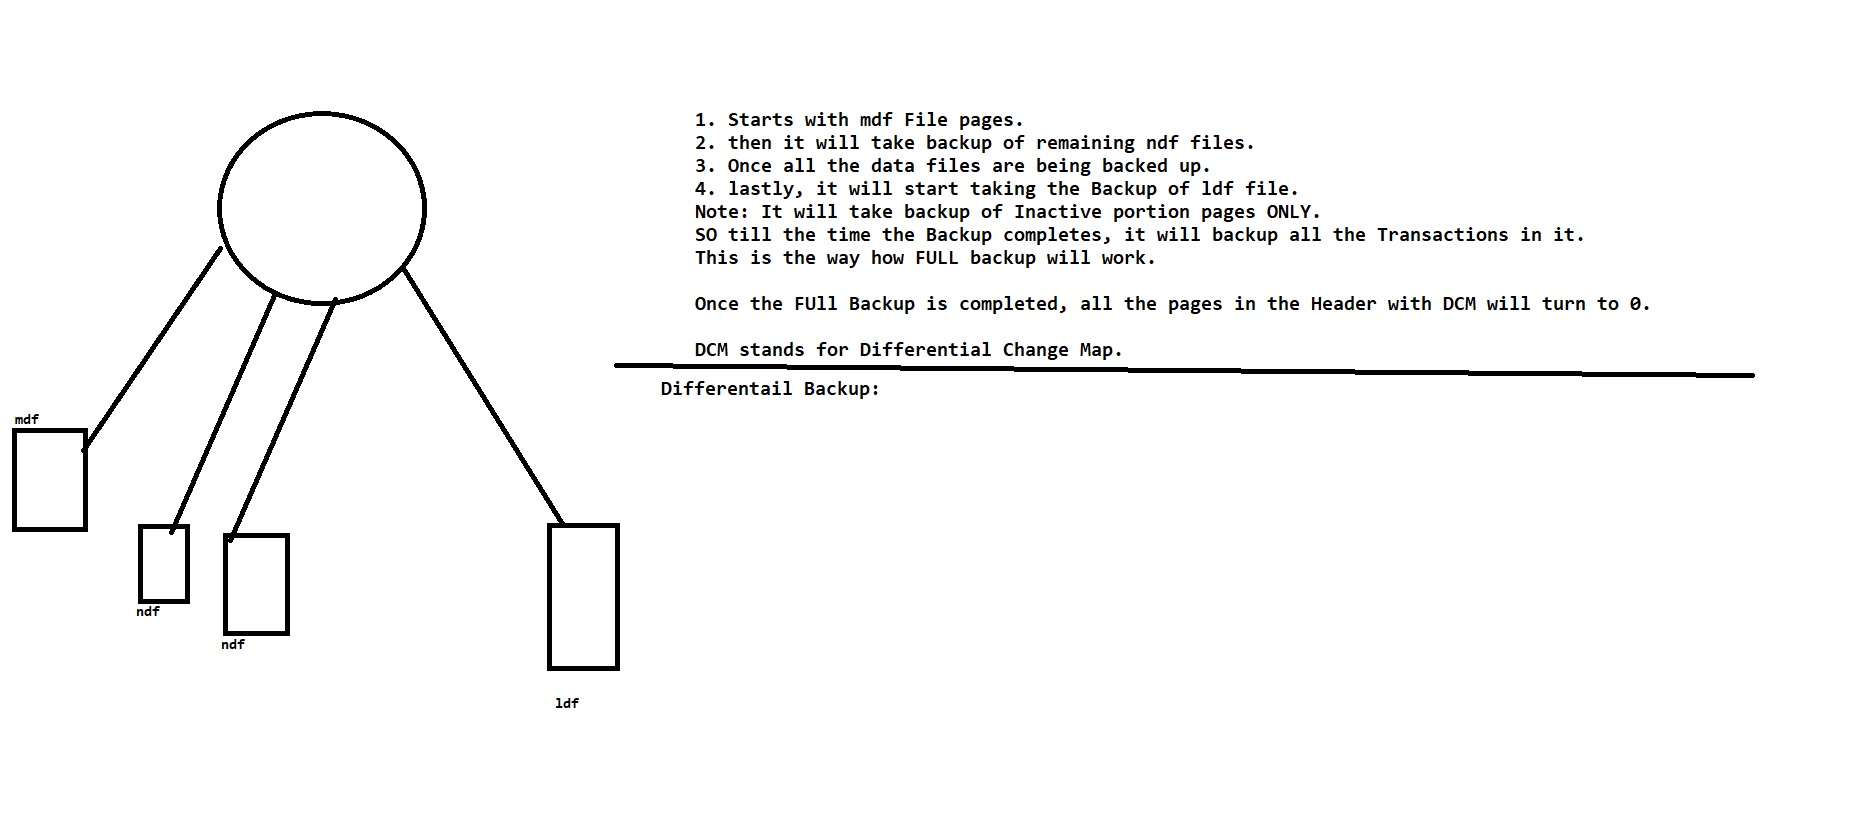 1. Starts with mdf File pages.
2. then it will take backup of remaining ndf files.
3. Once all the data files are being backed up.
4. lastly, it will start taking the Backup of ldf file.
Note: It will take backup of Inactive portion pages ONLY.
SO till the time the Backup completes, it will backup all the Transactions in it.
This is the way how FULL backup will work.
Once the FUll Backup is completed, all the pages in the Header with DCM will turn to 0.
DCM stands for Differential Change Map.
Differentail Backup:
mdf
ndf
ndf
ldf